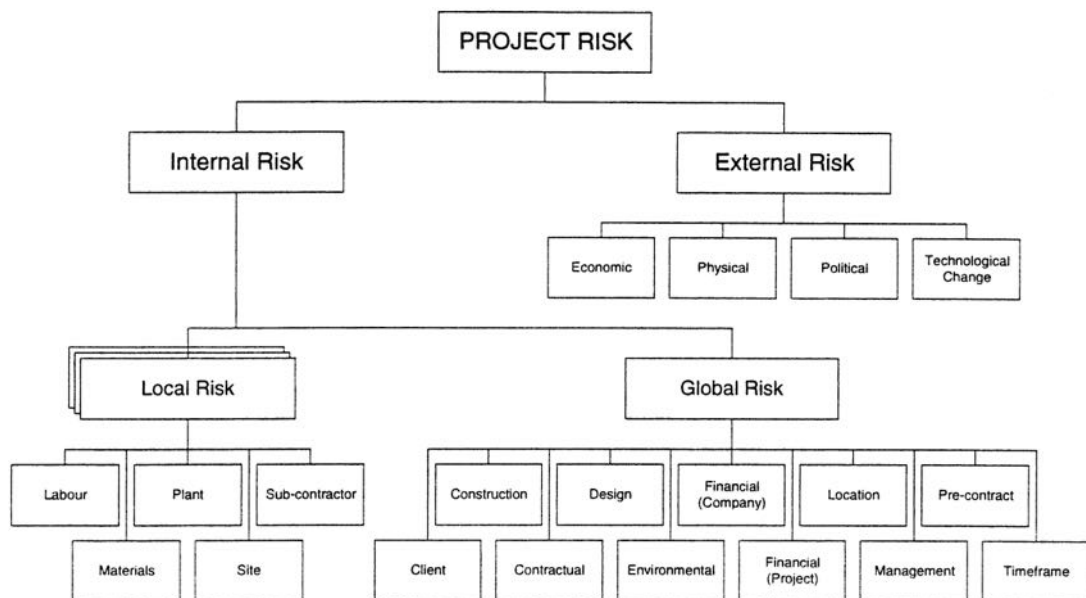 PROJECT RISK
Internal Risk
External Risk
Economic
Physical
Political
Technological
Change
Local Risk
Global Risk
Labour
Plant
Sub-contractor
Construction
Design
Financial
(Company)
Location
Pre-contract
Materials
Site
Client
Contractual
Environmental
Financial
(Project)
Management
Timeframe